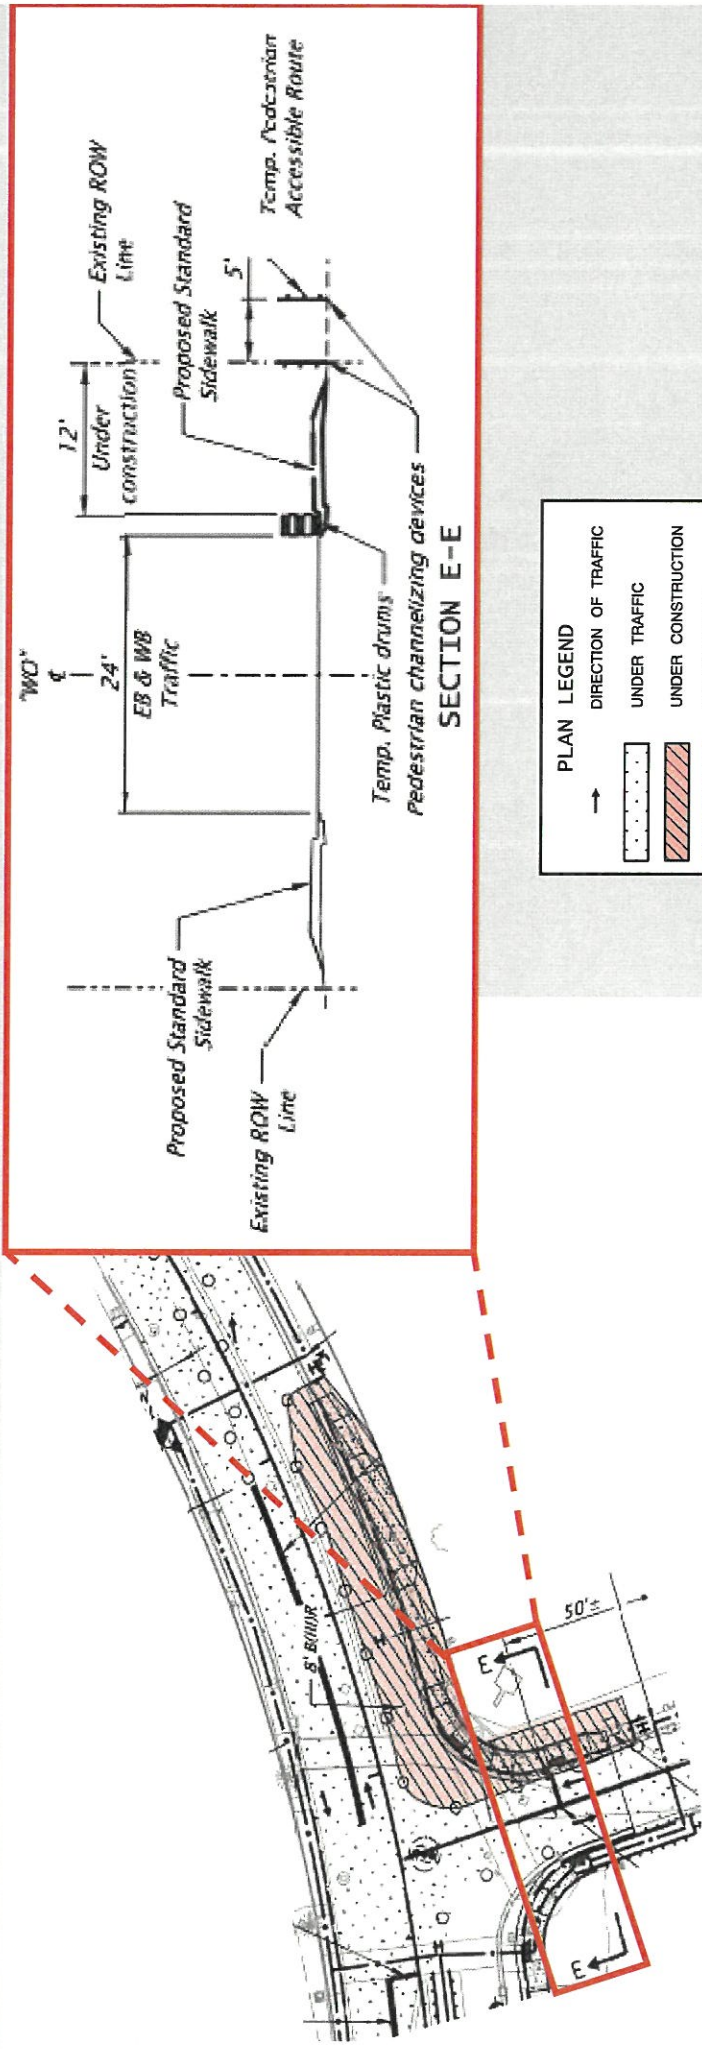 "WO"
℄
24'
EB & WB
Traffic
12'
Under
construction
Existing ROW
Line
Proposed Standard
Sidewalk
5'
Temp. Pedestrian
Accessible Route
Proposed Standard
Sidewalk
Existing ROW
Line
Temp. Plastic drums
Pedestrian channelizing devices
SECTION E-E
PLAN LEGEND
DIRECTION OF TRAFFIC
UNDER TRAFFIC
UNDER CONSTRUCTION
50'±
E
E